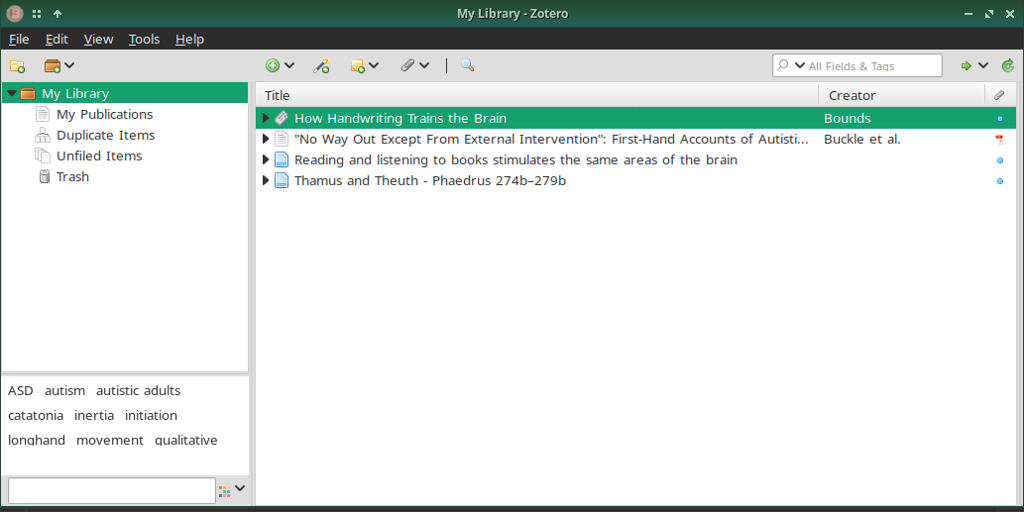 My Library - Zotero
File Edit View Tools Help
All Fields & Tags
My Library
My Publications
Duplicate Items
Unfiled Items
Trash
Title Creator
How Handwriting Trains the Brain Bounds
"No Way Out Except From External Intervention": First-Hand Accounts of Autisti... Buckle et al.
Reading and listening to books stimulates the same areas of the brain
Thamus and Theuth - Phaedrus 274b–279b
ASD autism autistic adults
catatonia inertia initiation
longhand movement qualitative